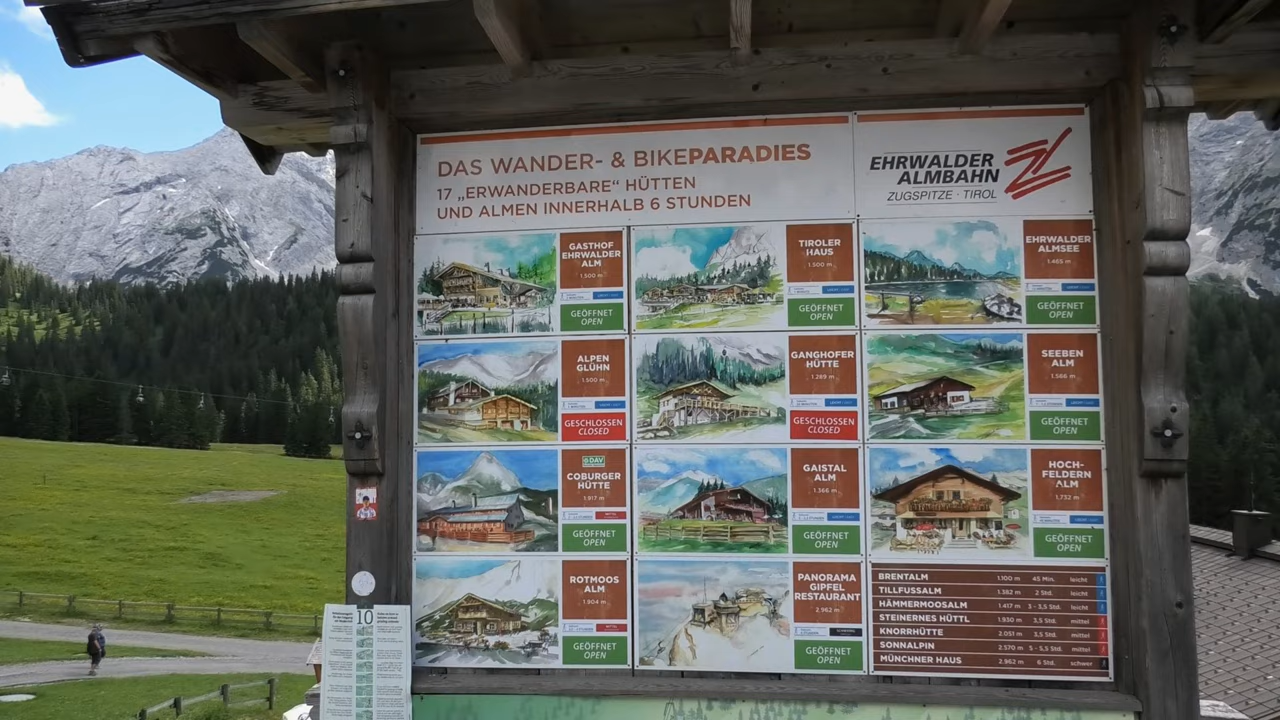 DAS WANDER- & BIKEPARADIES
17 „ERWANDERBARE“ HÜTTEN
UND ALMEN INNERHALB 6 STUNDEN
EHRWALDER
ALMBAHN
ZUGSPITZE · TIROL
GASTHOF
EHRWALDER
ALM
1.500 m
GEÖFFNET
OPEN
TIROLER
HAUS
1.500 m
GEÖFFNET
OPEN
EHRWALDER
ALMSEE
1.465 m
GEÖFFNET
OPEN
ALPEN
GLÜHN
1.500 m
GESCHLOSSEN
CLOSED
GANGHOFER
HÜTTE
1.289 m
GESCHLOSSEN
CLOSED
SEEBEN
ALM
1.566 m
GEÖFFNET
OPEN
DAV
COBURGER
HÜTTE
1.917 m
GEÖFFNET
OPEN
GAISTAL
ALM
1.366 m
GEÖFFNET
OPEN
HOCH-
FELDERN
ALM
1.732 m
GEÖFFNET
OPEN
ROTMOOS
ALM
1.904 m
GEÖFFNET
OPEN
PANORAMA
GIPFEL
RESTAURANT
2.962 m
GEÖFFNET
OPEN
BRENTALM 1.100 m 45 Min. leicht
TILLFUSSALM 1.382 m 2 Std. leicht
HÄMMERMOOSALM 1.417 m 3 - 3,5 Std. leicht
STEINERNES HÜTTL 1.930 m 3,5 Std. mittel
KNORRHÜTTE 2.051 m 3,5 Std. mittel
SONNALPIN 2.370 m 5 - 5,5 Std. mittel
MÜNCHNER HAUS 2.962 m 6 Std. schwer
10